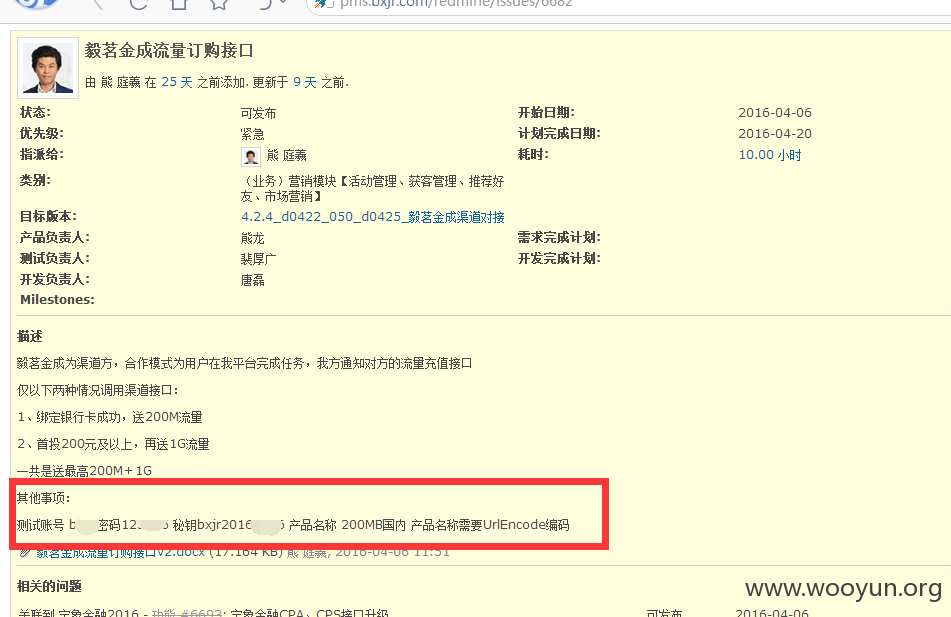 pms.bxjr.com/redmine/issues/6682
毅茗金成流量订购接口
由 熊 庭羲 在 25 天 之前添加. 更新于 9 天 之前.
状态: 可发布 开始日期: 2016-04-06
优先级: 紧急 计划完成日期: 2016-04-20
指派给: 熊 庭羲 耗时: 10.00 小时
类别: （业务）营销模块【活动管理、获客管理、推荐好
友、市场营销】
目标版本: 4.2.4_d0422_050_d0425_毅茗金成渠道对接
产品负责人: 熊龙 需求完成计划:
测试负责人: 裴厚广 开发完成计划:
开发负责人: 唐磊
Milestones:
描述
毅茗金成为渠道方，合作模式为用户在我平台完成任务，我方通知对方的流量充值接口
仅以下两种情况调用渠道接口：
1、绑定银行卡成功，送200M流量
2、首投200元及以上，再送1G流量
一共是送最高200M＋1G
其他事项：
测试账号 b 密码12 秘钥bxjr2016 6 产品名称 200MB国内 产品名称需要UrlEncode编码
毅茗金成流量订购接口V2.docx (17.164 KB) 熊 庭羲, 2016-04-06 11:31
相关的问题
www.wooyun.org
关联到 定象金融2016 - 功能 #6693: 定象金融CPA、CPS接口升级 可发布 2016-04-06